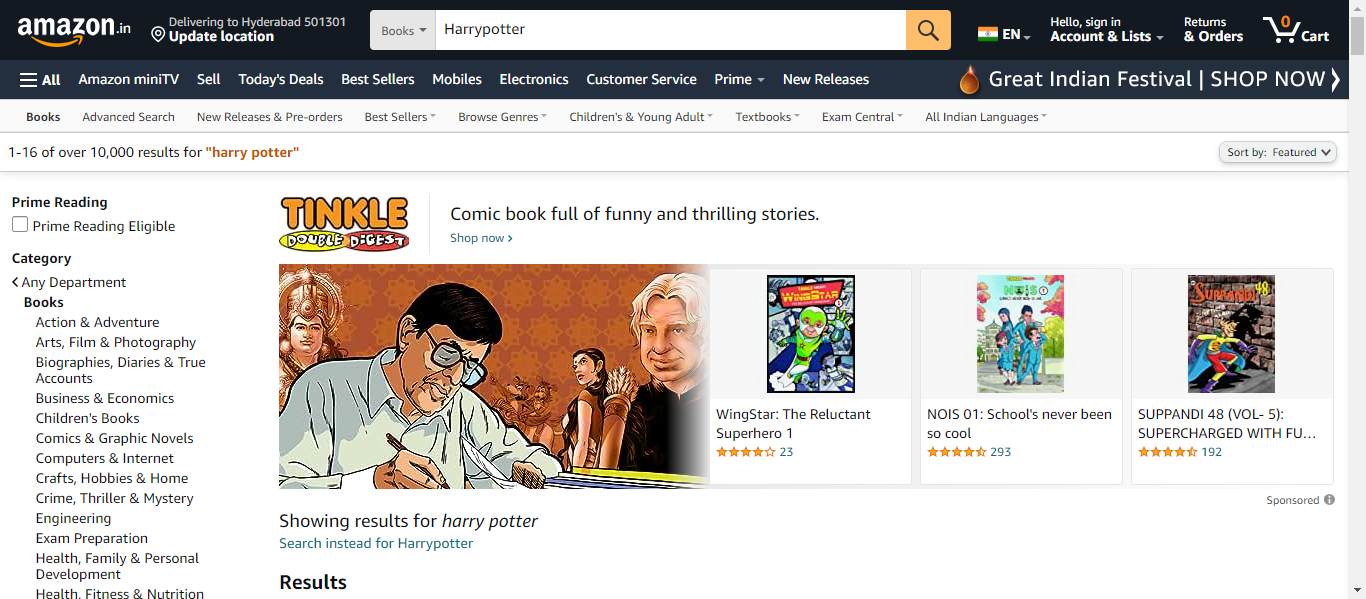 amazon.in
Delivering to Hyderabad 501301
Update location
Books
Harrypotter
EN
Hello, sign in
Account & Lists
Returns
& Orders
0
Cart
All
Amazon miniTV
Sell
Today's Deals
Best Sellers
Mobiles
Electronics
Customer Service
Prime
New Releases
Great Indian Festival | SHOP NOW
Books
Advanced Search
New Releases & Pre-orders
Best Sellers
Browse Genres
Children's & Young Adult
Textbooks
Exam Central
All Indian Languages
1-16 of over 10,000 results for "harry potter"
Sort by: Featured
Prime Reading
Prime Reading Eligible
Category
Any Department
Books
Action & Adventure
Arts, Film & Photography
Biographies, Diaries & True
Accounts
Business & Economics
Children's Books
Comics & Graphic Novels
Computers & Internet
Crafts, Hobbies & Home
Crime, Thriller & Mystery
Engineering
Exam Preparation
Health, Family & Personal
Development
Health, Fitness & Nutrition
TINKLE
DOUBLE DIGEST
Comic book full of funny and thrilling stories.
Shop now
WINGSTAR
WingStar: The Reluctant
Superhero 1
23
NOIS
NOIS 01: School's never been
so cool
293
SUPPANDI 48
SUPPANDI 48 (VOL- 5):
SUPERCHARGED WITH FU…
192
Sponsored
Showing results for harry potter
Search instead for Harrypotter
Results